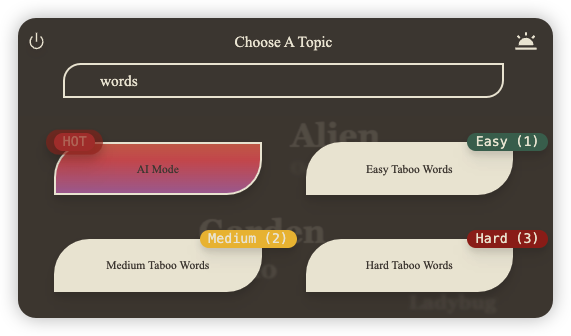 Choose A Topic
words
Alien
HOT
AI Mode
Easy (1)
Easy Taboo Words
Garden
Medium (2)
Medium Taboo Words
Hard (3)
Hard Taboo Words
Ladybug